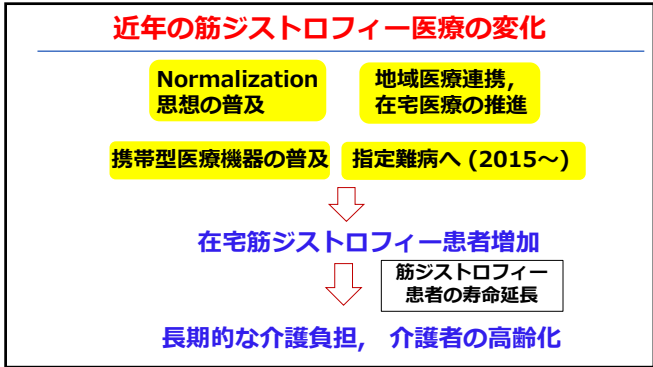 近年の筋ジストロフィー医療の変化
Normalization
思想の普及
地域医療連携,
在宅医療の推進
携帯型医療機器の普及
指定難病へ (2015～)
在宅筋ジストロフィー患者増加
筋ジストロフィー
患者の寿命延長
長期的な介護負担, 介護者の高齢化